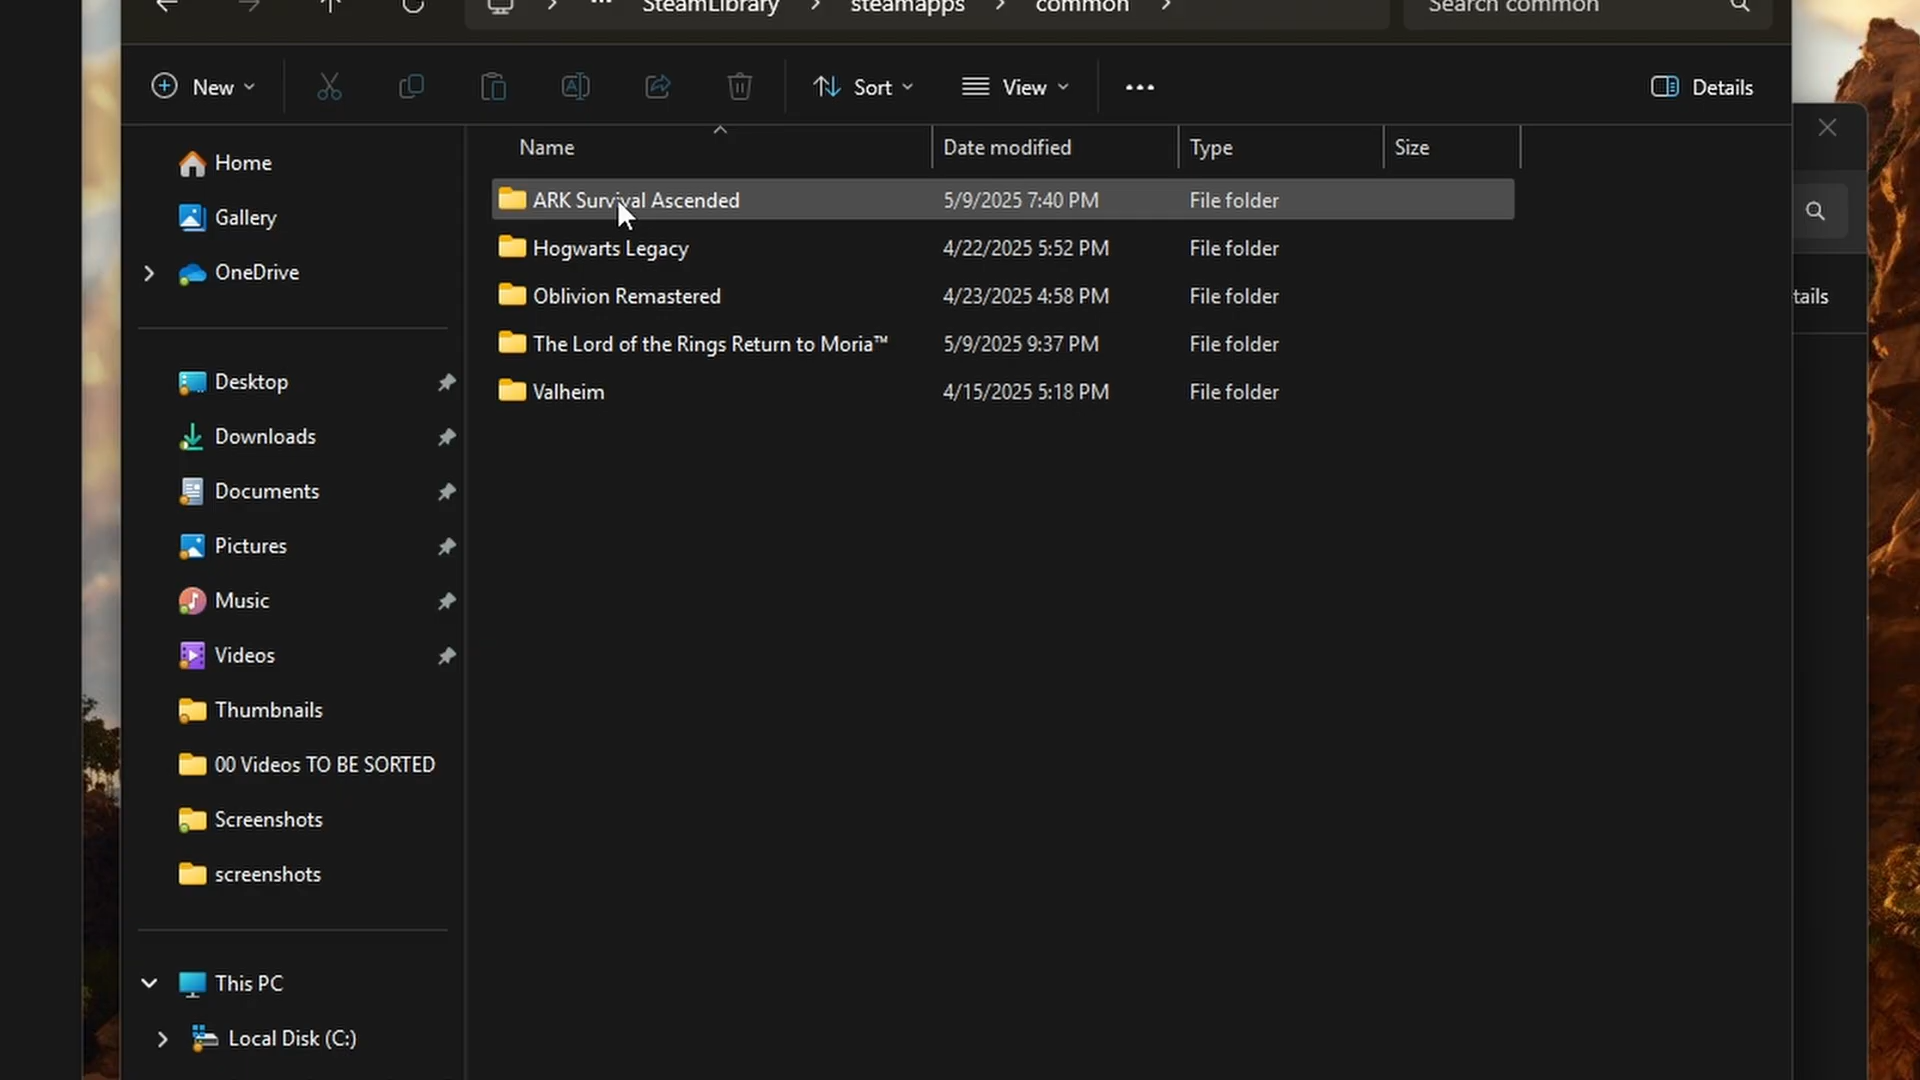 SteamLibrary > steamapps > common >
Search common
New
Sort
View
Details
Home
Gallery
OneDrive
Desktop
Downloads
Documents
Pictures
Music
Videos
Thumbnails
00 Videos TO BE SORTED
Screenshots
screenshots
This PC
Local Disk (C:)
Name Date modified Type Size
ARK Survival Ascended 5/9/2025 7:40 PM File folder
Hogwarts Legacy 4/22/2025 5:52 PM File folder
Oblivion Remastered 4/23/2025 4:58 PM File folder
The Lord of the Rings Return to Moria™ 5/9/2025 9:37 PM File folder
Valheim 4/15/2025 5:18 PM File folder
tails